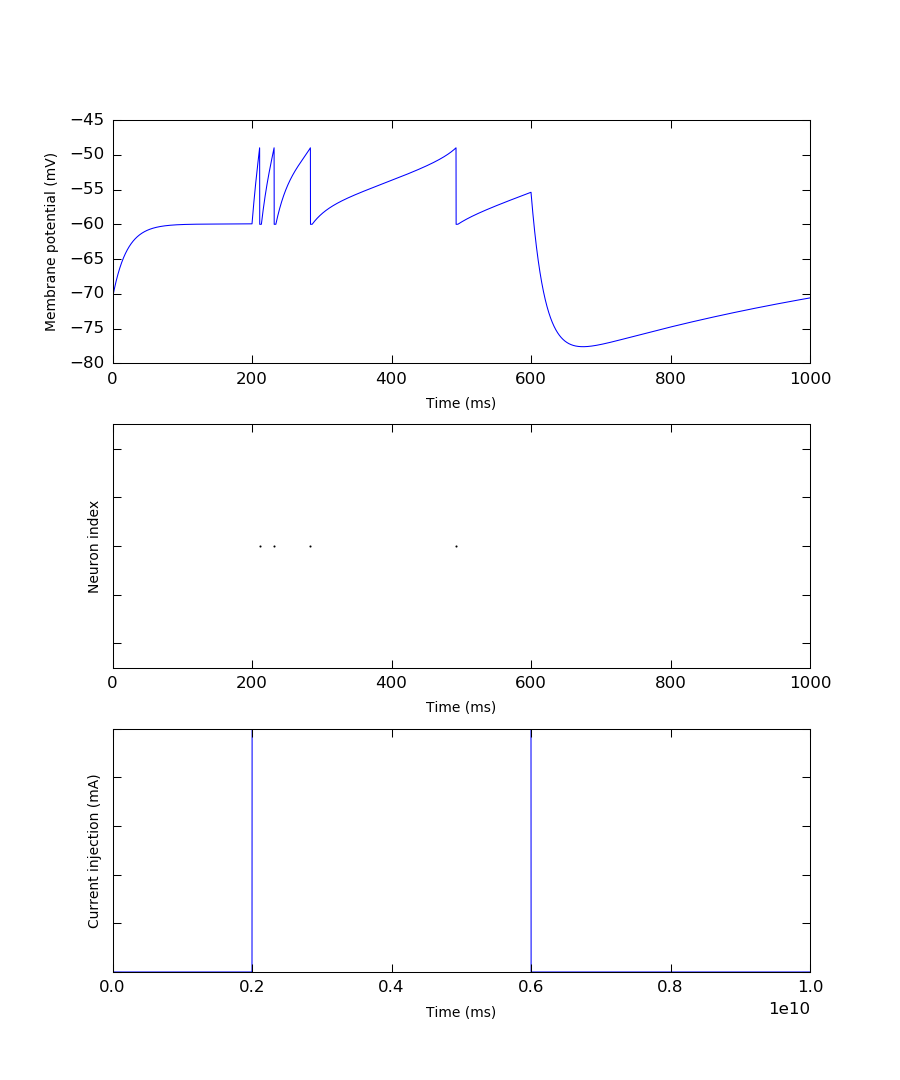 −45
−50
−55
−60
−65
−70
−75
−80
Membrane potential (mV)
0 200 400 600 800 1000
Time (ms)
Neuron index
0 200 400 600 800 1000
Time (ms)
Current injection (mA)
0.0 0.2 0.4 0.6 0.8 1.0
1e10
Time (ms)